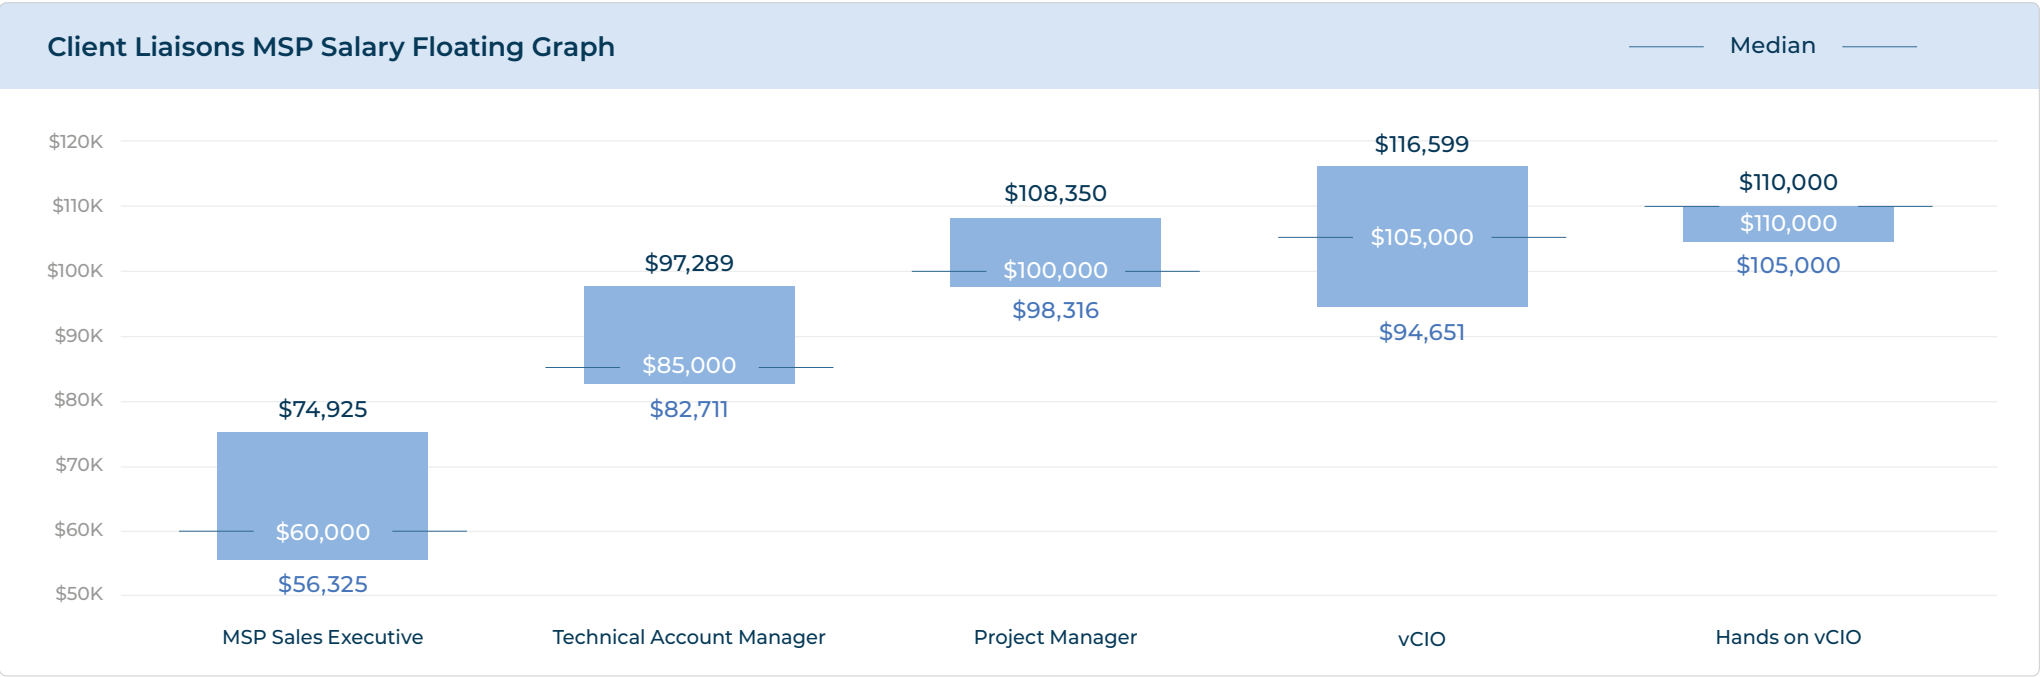 Client Liaisons MSP Salary Floating Graph
Median
$120K
$110K
$100K
$90K
$80K
$70K
$60K
$50K
$74,925
$60,000
$56,325
MSP Sales Executive
$97,289
$85,000
$82,711
Technical Account Manager
$108,350
$100,000
$98,316
Project Manager
$116,599
$105,000
$94,651
vCIO
$110,000
$110,000
$105,000
Hands on vCIO